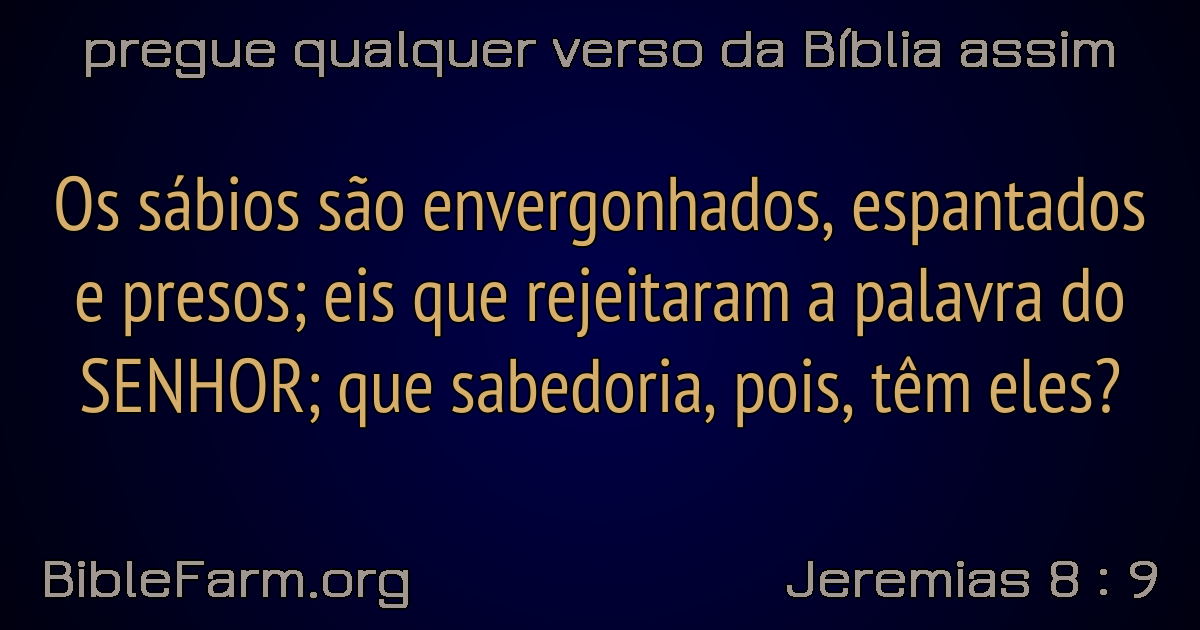 pregue qualquer verso da Bíblia assim
Os sábios são envergonhados, espantados
e presos; eis que rejeitaram a palavra do
SENHOR; que sabedoria, pois, têm eles?
BibleFarm.org
Jeremias 8 : 9